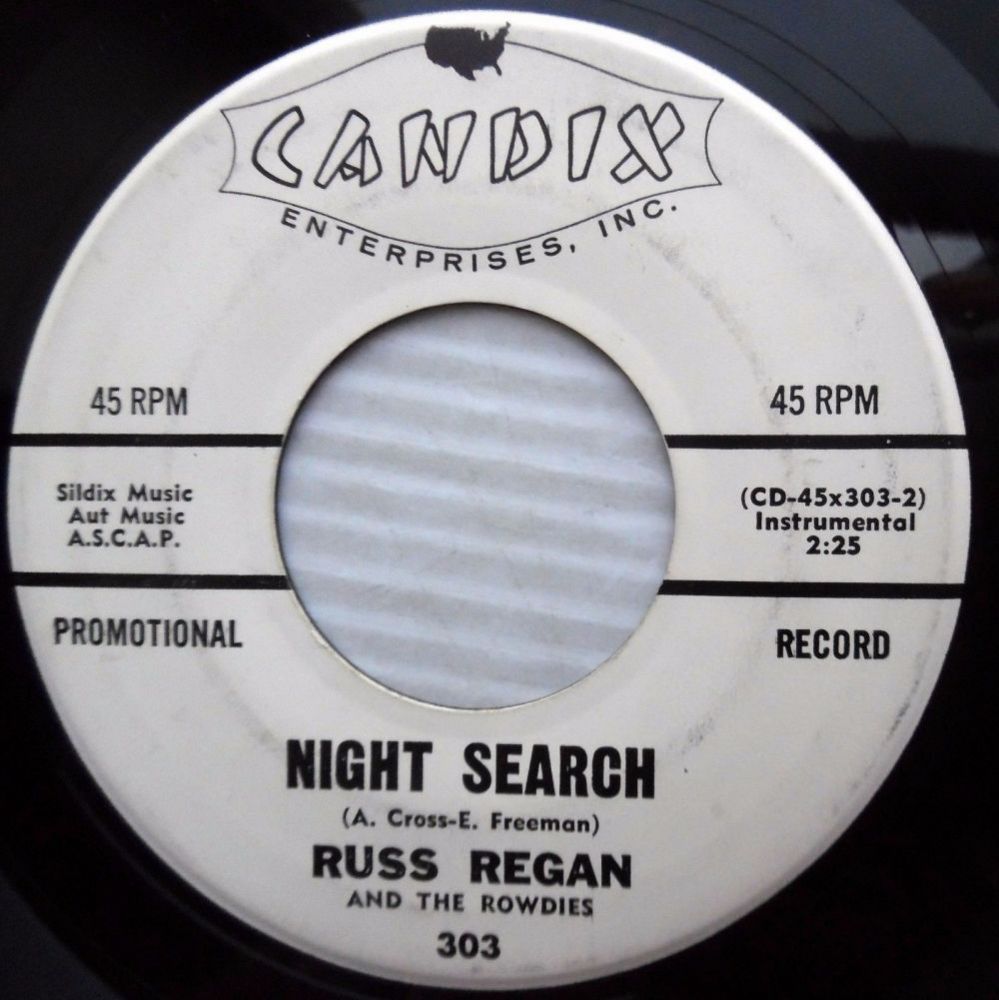 CANDIX
ENTERPRISES, INC.
45 RPM
45 RPM
Sildix Music
Aut Music
A.S.C.A.P.
(CD-45x303-2)
Instrumental
2:25
PROMOTIONAL
RECORD
NIGHT SEARCH
(A. Cross-E. Freeman)
RUSS REGAN
AND THE ROWDIES
303